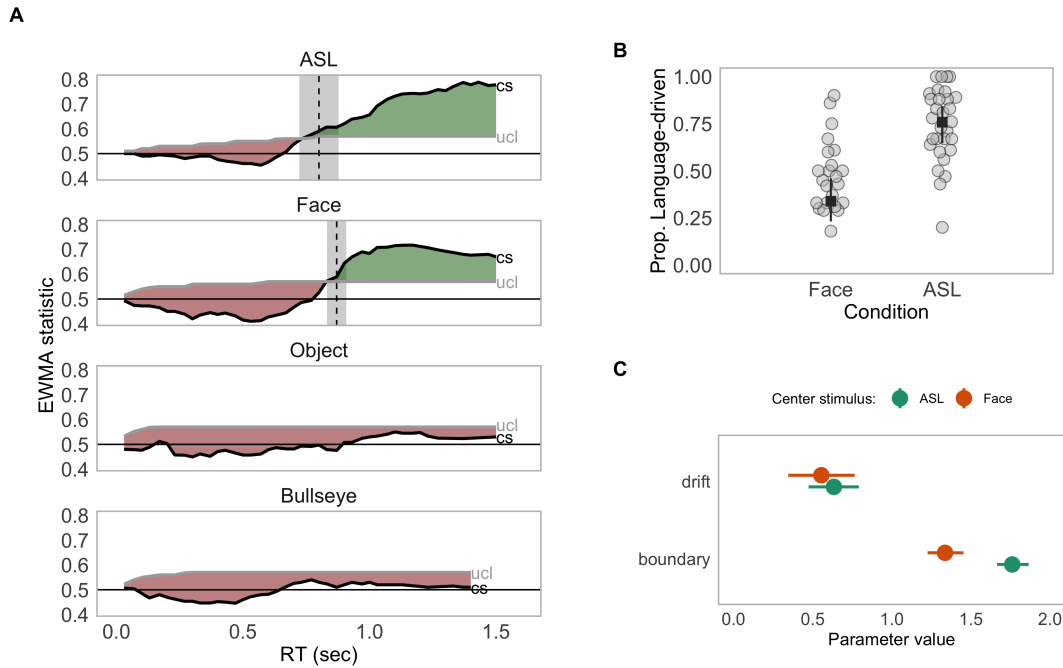 A
EWMA statistic
ASL
0.8
0.7
0.6
0.5
0.4
cs
ucl
Face
0.8
0.7
0.6
0.5
0.4
cs
ucl
Object
0.8
0.7
0.6
0.5
0.4
ucl
cs
Bullseye
0.8
0.7
0.6
0.5
0.4
ucl
cs
0.0 0.5 1.0 1.5
RT (sec)
B
Prop. Language-driven
1.00
0.75
0.50
0.25
0.00
Face ASL
Condition
C
Center stimulus: ASL Face
drift
boundary
0.0 0.5 1.0 1.5 2.0
Parameter value